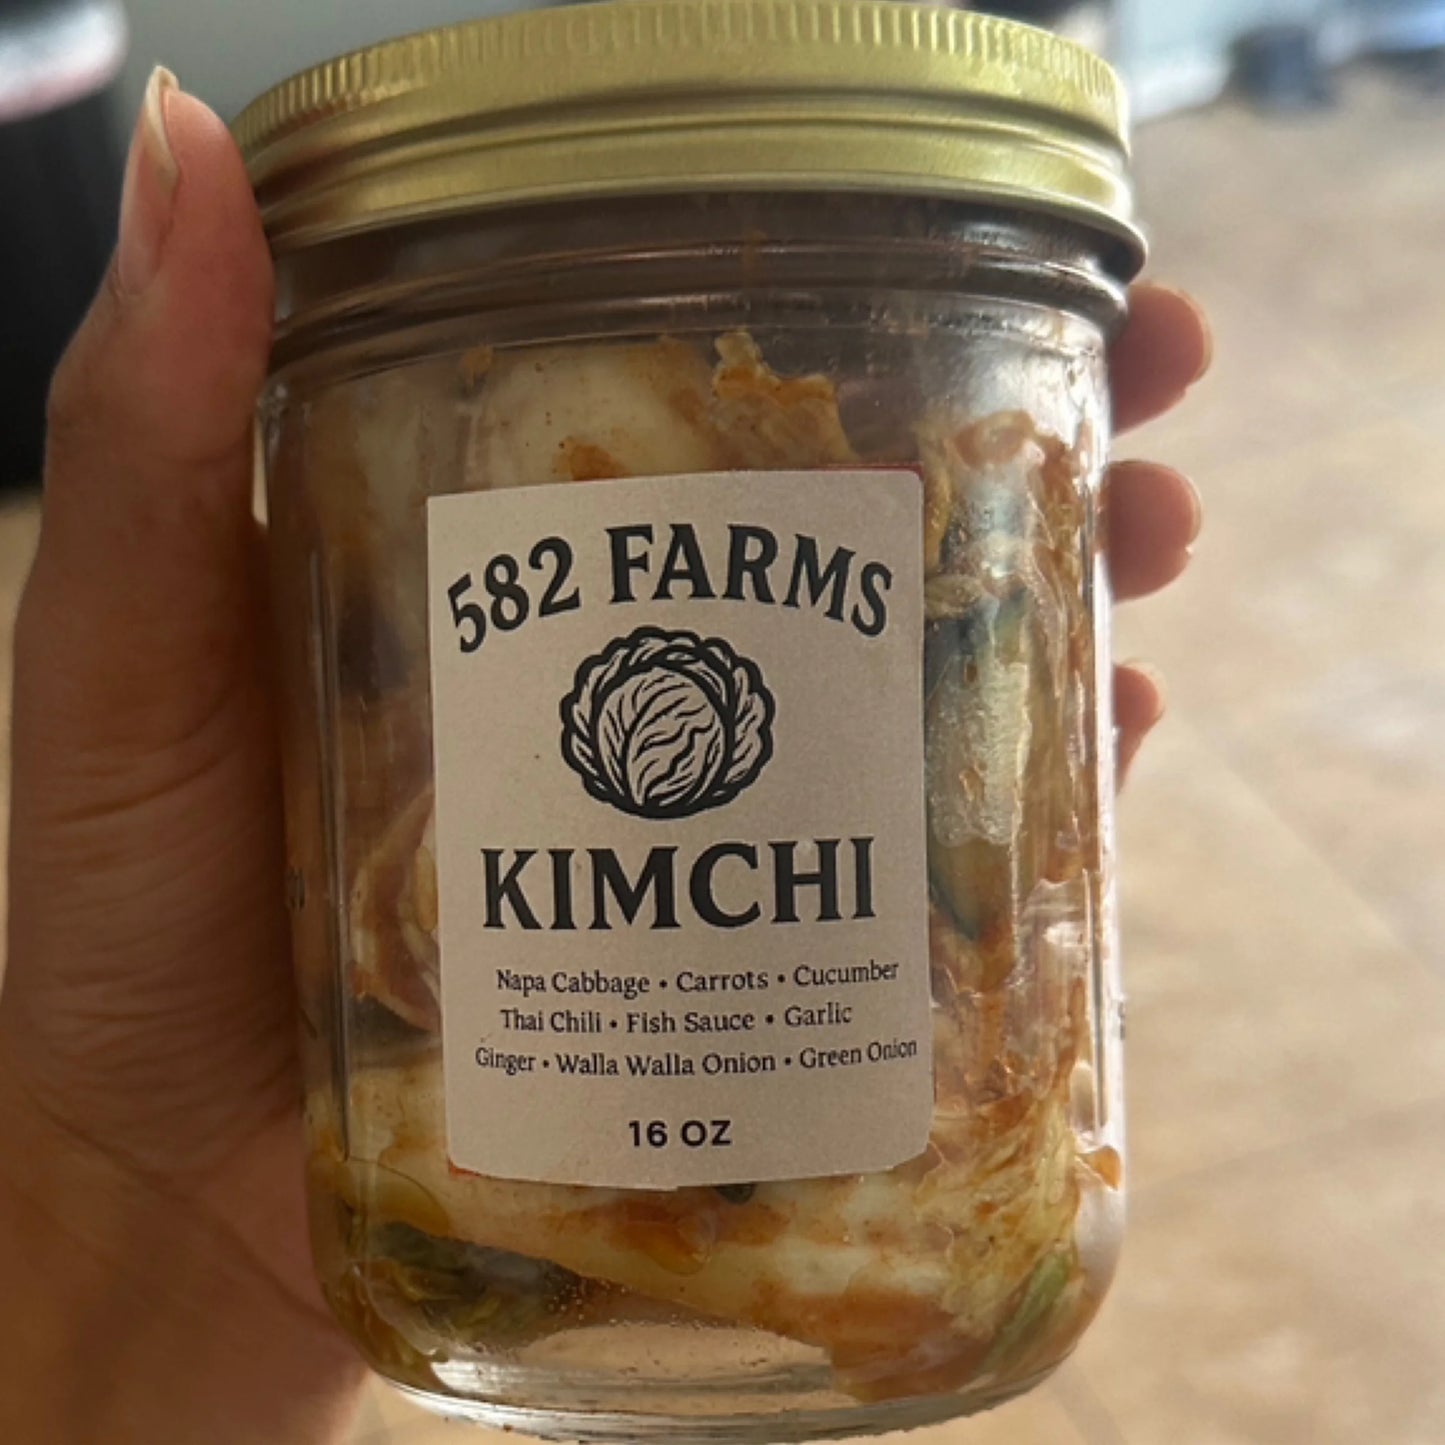 582 FARMS
KIMCHI
Napa Cabbage • Carrots • Cucumber
Thai Chili • Fish Sauce • Garlic
Ginger • Walla Walla Onion • Green Onion
16 OZ